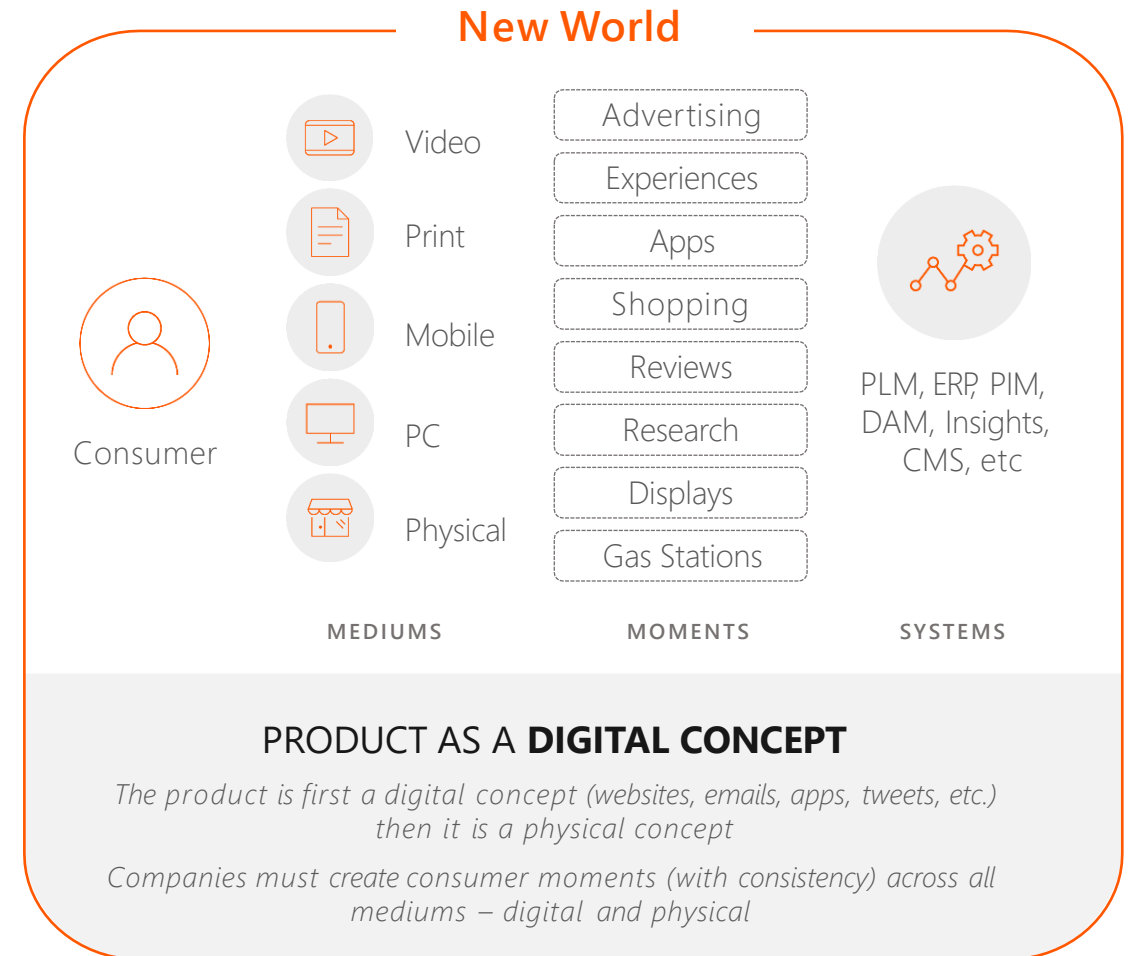 New World
Consumer
Video
Print
Mobile
PC
Physical
MEDIUMS
Advertising
Experiences
Apps
Shopping
Reviews
Research
Displays
Gas Stations
MOMENTS
PLM, ERP, PIM,
DAM, Insights,
CMS, etc
SYSTEMS
PRODUCT AS A DIGITAL CONCEPT
The product is first a digital concept (websites, emails, apps, tweets, etc.)
then it is a physical concept
Companies must create consumer moments (with consistency) across all
mediums – digital and physical